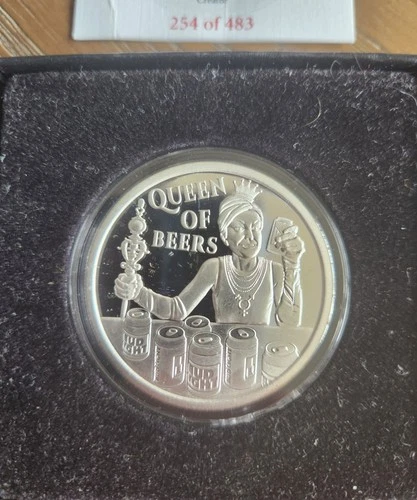 254 of 483
QUEEN
OF
BEERS